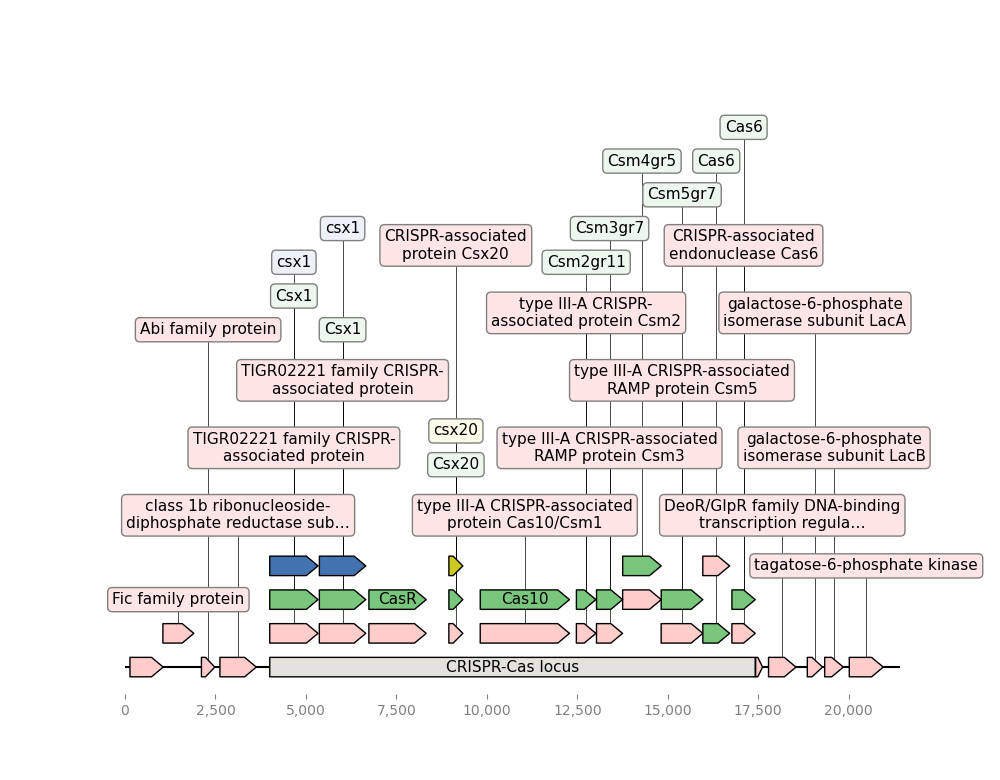 Cas6
Csm4gr5
Cas6
Csm5gr7
csx1
CRISPR-associated
protein Csx20
Csm3gr7
CRISPR-associated
endonuclease Cas6
csx1
Csm2gr11
Csx1
type III-A CRISPR-
associated protein Csm2
galactose-6-phosphate
isomerase subunit LacA
Abi family protein
Csx1
TIGR02221 family CRISPR-
associated protein
type III-A CRISPR-associated
RAMP protein Csm5
csx20
TIGR02221 family CRISPR-
associated protein
Csx20
type III-A CRISPR-associated
RAMP protein Csm3
galactose-6-phosphate
isomerase subunit LacB
class 1b ribonucleoside-
diphosphate reductase sub...
type III-A CRISPR-associated
protein Cas10/Csm1
DeoR/GlpR family DNA-binding
transcription regula...
tagatose-6-phosphate kinase
Fic family protein
CasR
Cas10
CRISPR-Cas locus
0
2,500
5,000
7,500
10,000
12,500
15,000
17,500
20,000